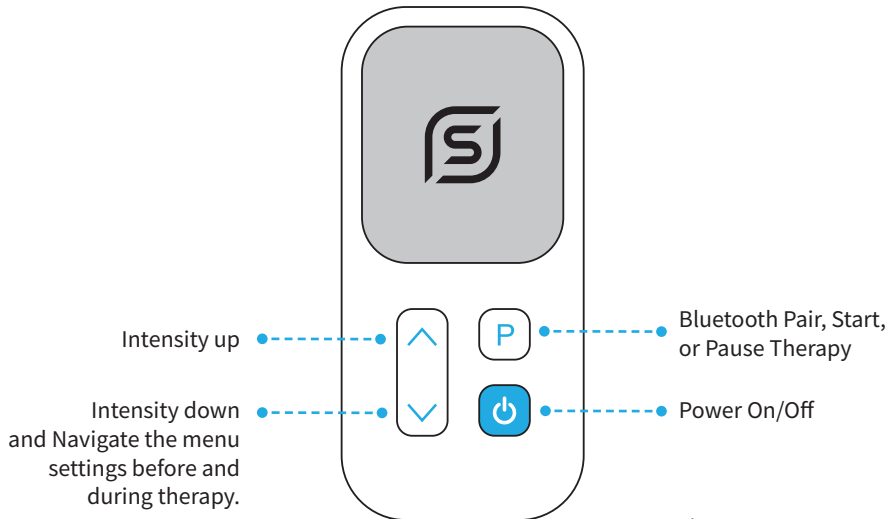 S
Intensity up
P
Bluetooth Pair, Start,
or Pause Therapy
Intensity down
and Navigate the menu
settings before and
during therapy.
Power On/Off